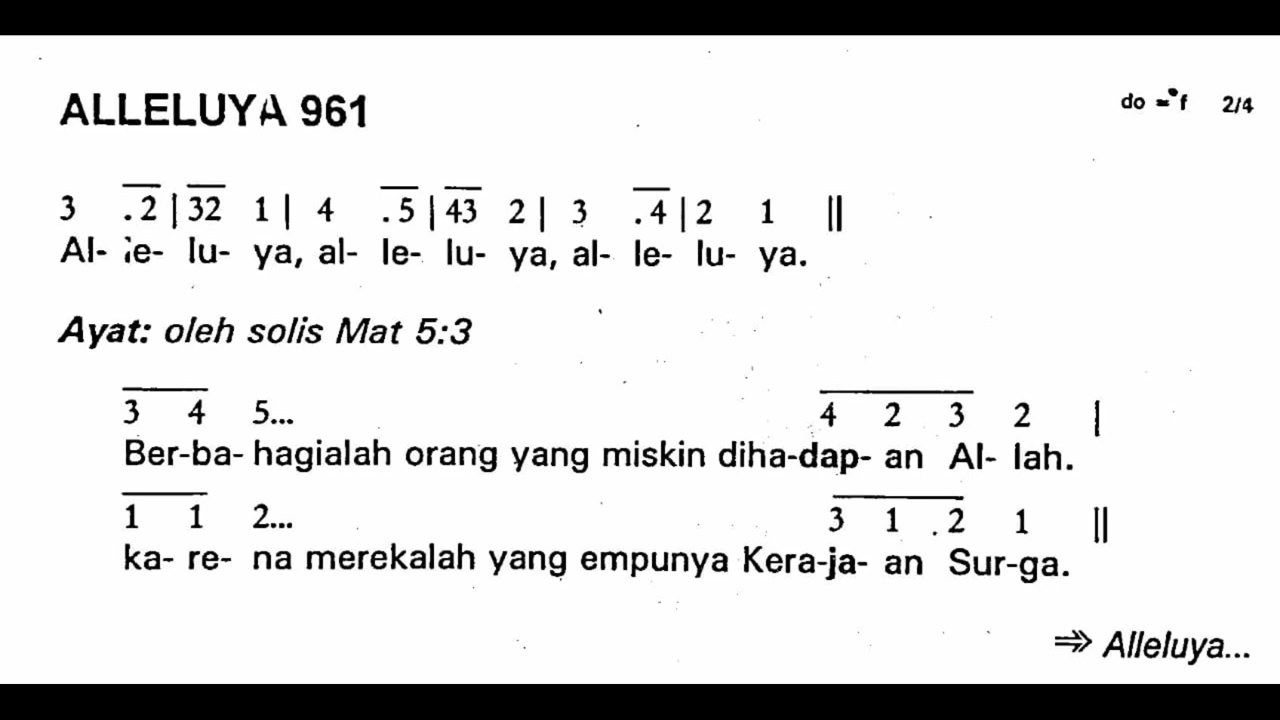 ALLELUYA 961 do = f 2/4
3 .2 | 32 1 | 4 .5 | 43 2 | 3 .4 | 2 1 ||
Al- le- lu- ya, al- le- lu- ya, al- le- lu- ya.
Ayat: oleh solis Mat 5:3
3 4 5... 4 2 3 2 |
Ber-ba- hagialah orang yang miskin diha-dap- an Al- lah.
1 1 2... 3 1 .2 1 ||
ka- re- na merekalah yang empunya Kera-ja- an Sur-ga.
⇒ Alleluya...